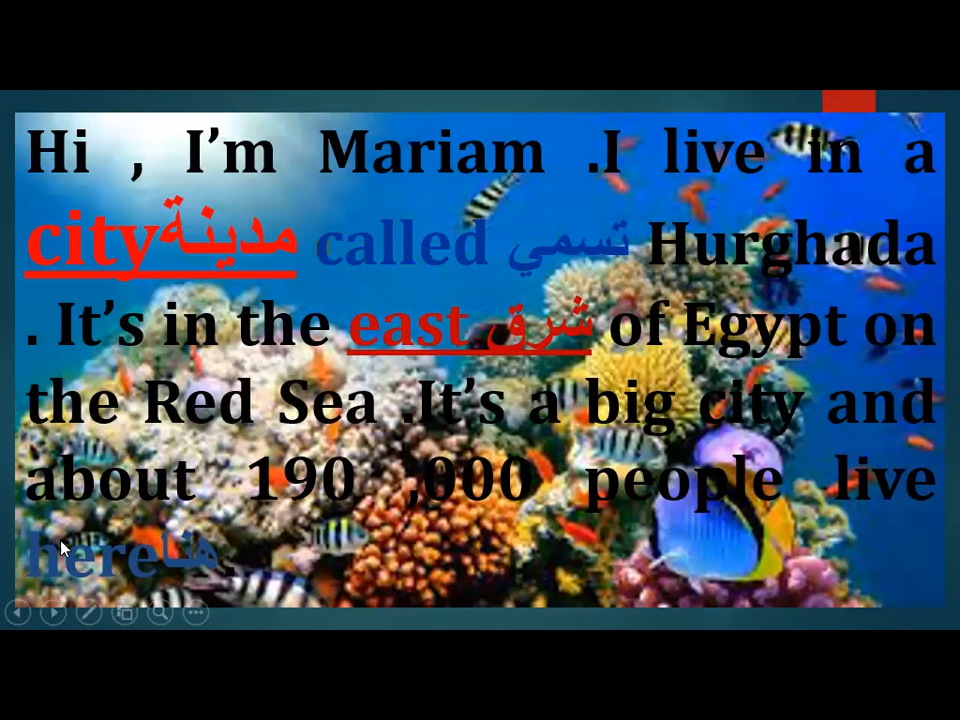 Hi , I’m Mariam .I live in a
cityمدينة called تسمي Hurghada
. It’s in the east شرق of Egypt on
the Red Sea .It’s a big city and
about 190 ,000 people live
hereهنا.